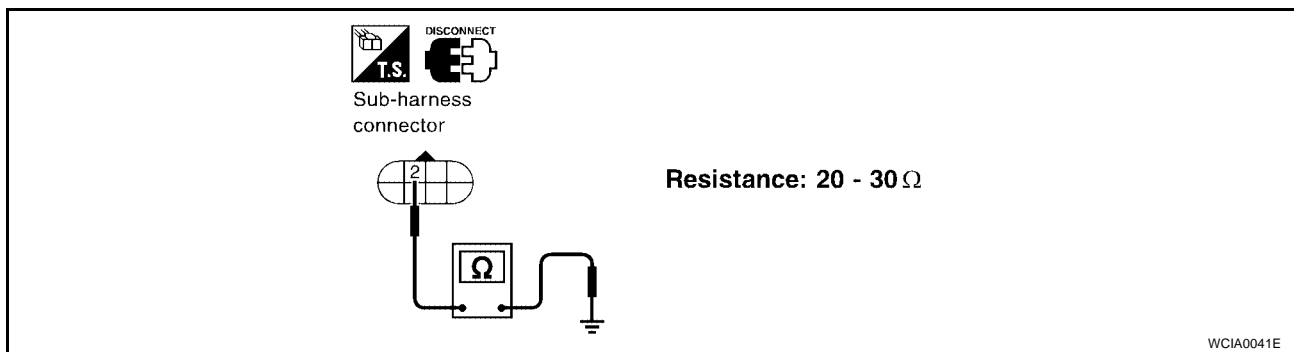 DISCONNECT
T.S.
Sub-harness
connector
2
Resistance: 20 - 30 Ω
Ω
WCIA0041E